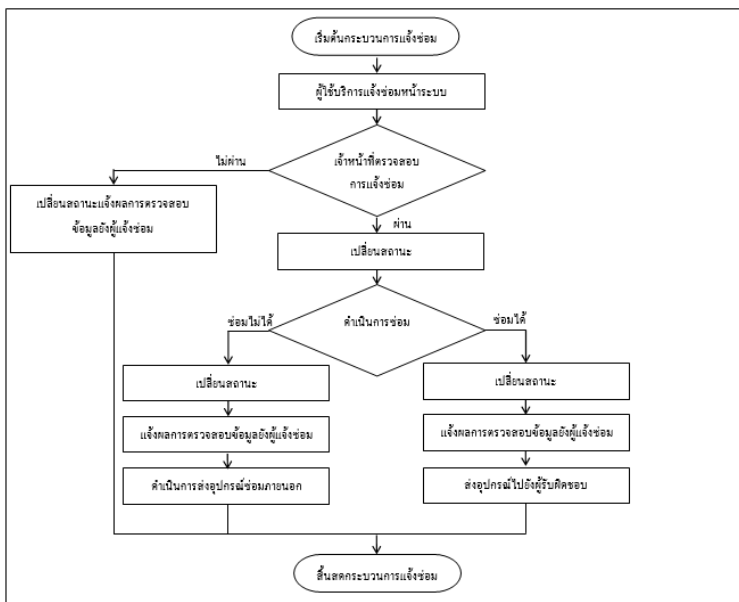 เริ่มต้นกระบวนการแจ้งซ่อม
ผู้ใช้บริการแจ้งซ่อมหน้าระบบ
ไม่ผ่าน
เจ้าหน้าที่ตรวจสอบ
การแจ้งซ่อม
เปลี่ยนสถานะแจ้งผลการตรวจสอบ
ข้อมูลยังผู้แจ้งซ่อม
ผ่าน
เปลี่ยนสถานะ
ซ่อมไม่ได้
ดำเนินการซ่อม
ซ่อมได้
เปลี่ยนสถานะ
เปลี่ยนสถานะ
แจ้งผลการตรวจสอบข้อมูลยังผู้แจ้งซ่อม
แจ้งผลการตรวจสอบข้อมูลยังผู้แจ้งซ่อม
ดำเนินการส่งอุปกรณ์ซ่อมภายนอก
ส่งอุปกรณ์ไปยังผู้รับผิดชอบ
สิ้นสดกระบวนการแจ้งซ่อม